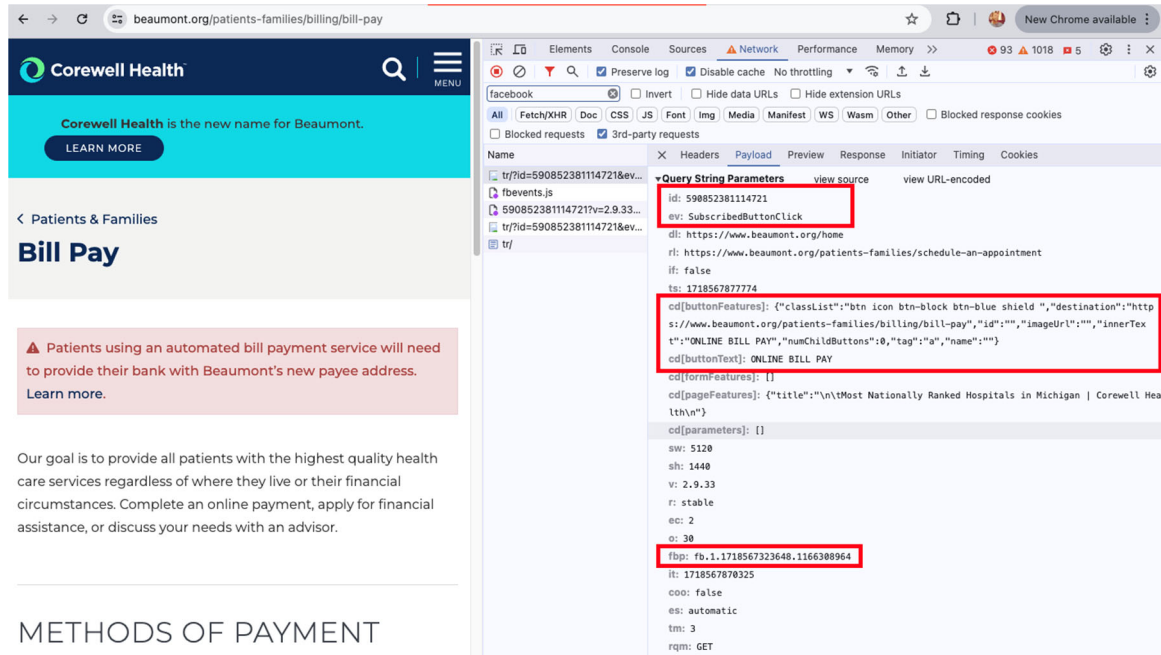 beaumont.org/patients-families/billing/bill-pay
New Chrome available
Corewell Health
MENU
Corewell Health is the new name for Beaumont.
LEARN MORE
Patients & Families
Bill Pay
Patients using an automated bill payment service will need
to provide their bank with Beaumont's new payee address.
Learn more.
Our goal is to provide all patients with the highest quality health
care services regardless of where they live or their financial
circumstances. Complete an online payment, apply for financial
assistance, or discuss your needs with an advisor.
METHODS OF PAYMENT
Elements Console Sources Network Performance Memory 93 1018 5
Preserve log Disable cache No throttling
facebook Invert Hide data URLs Hide extension URLs
All Fetch/XHR Doc CSS JS Font Img Media Manifest WS Wasm Other Blocked response cookies
Blocked requests 3rd-party requests
Name
tr/?id=590852381114721&ev...
fbevents.js
590852381114721?v=2.9.33...
tr/?id=590852381114721&ev...
tr/
Headers Payload Preview Response Initiator Timing Cookies
Query String Parameters view source view URL-encoded
id: 590852381114721
ev: SubscribedButtonClick
dl: https://www.beaumont.org/home
rl: https://www.beaumont.org/patients-families/schedule-an-appointment
if: false
ts: 1718567877774
cd[buttonFeatures]: {"classList":"btn icon btn-block btn-blue shield ","destination":"http
s://www.beaumont.org/patients-families/billing/bill-pay","id":"","imageUrl":"","innerTex
t":"ONLINE BILL PAY","numChildButtons":0,"tag":"a","name":""}
cd[buttonText]: ONLINE BILL PAY
cd[formFeatures]: []
cd[pageFeatures]: {"title":"\n\tMost Nationally Ranked Hospitals in Michigan | Corewell Hea
lth\n"}
cd[parameters]: []
sw: 5120
sh: 1440
v: 2.9.33
r: stable
ec: 2
o: 30
fbp: fb.1.1718567323648.1166308964
it: 1718567870325
coo: false
es: automatic
tm: 3
rqm: GET